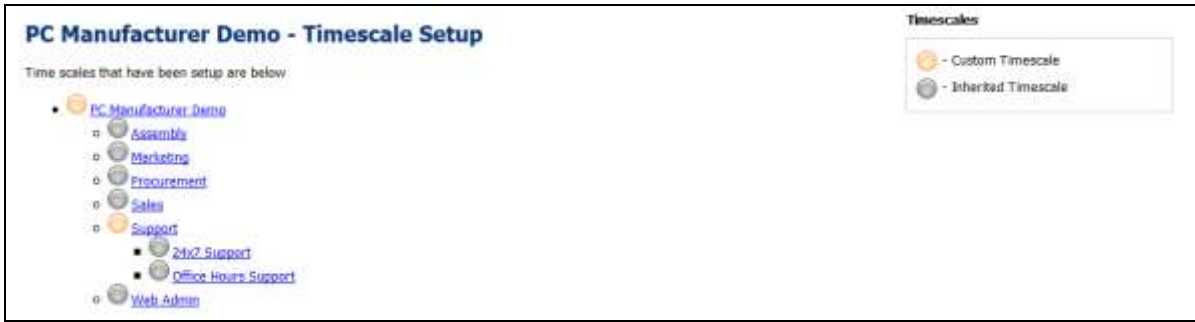 PC Manufacturer Demo - Timescale Setup
Time scales that have been setup are below
PC Manufacturer Demo
Assembly
Marketing
Procurement
Sales
Support
24x7 Support
Office Hours Support
Web Admin
Timescales
- Custom Timescale
- Inherited Timescale